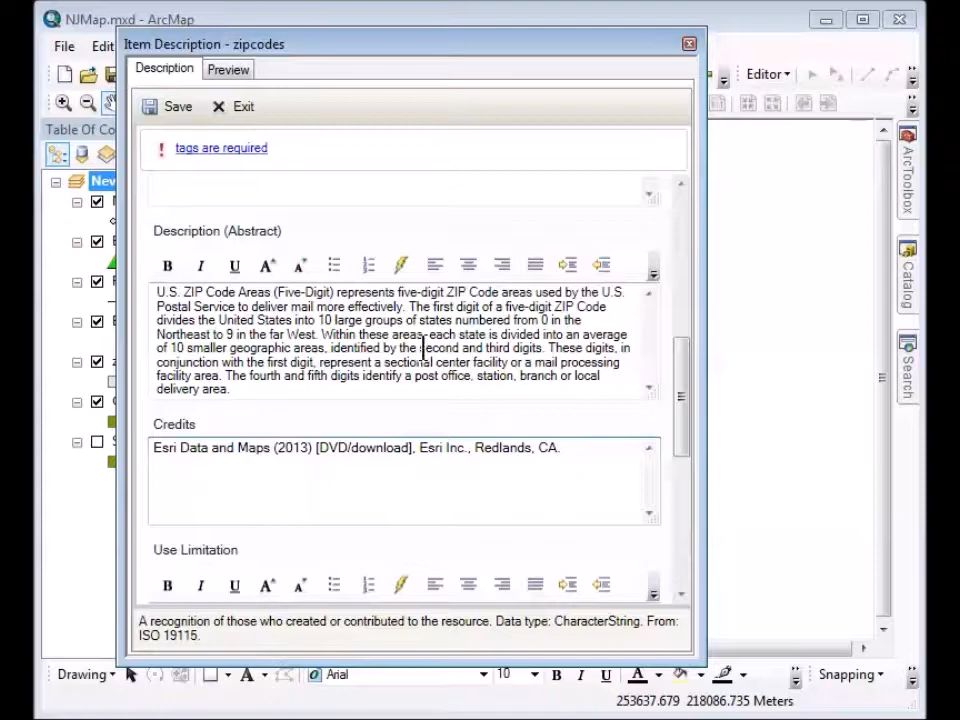 NJMap.mxd - ArcMap
File
Edi
Item Description - zipcodes
Description
Preview
Editor
Save
Exit
Table Of Co
tags are required
New
Description (Abstract)
B I U A A
U.S. ZIP Code Areas (Five-Digit) represents five-digit ZIP Code areas used by the U.S.
Postal Service to deliver mail more effectively. The first digit of a five-digit ZIP Code
divides the United States into 10 large groups of states numbered from 0 in the
Northeast to 9 in the far West. Within these areas, each state is divided into an average
of 10 smaller geographic areas, identified by the second and third digits. These digits, in
conjunction with the first digit, represent a sectional center facility or a mail processing
facility area. The fourth and fifth digits identify a post office, station, branch or local
delivery area.
Credits
Esri Data and Maps (2013) [DVD/download], Esri Inc., Redlands, CA.
Use Limitation
B I U A A
A recognition of those who created or contributed to the resource. Data type: CharacterString. From:
ISO 19115.
ArcToolbox
Catalog
Search
Drawing
A
Arial
10
B I U A
Snapping
253637.679 218086.735 Meters